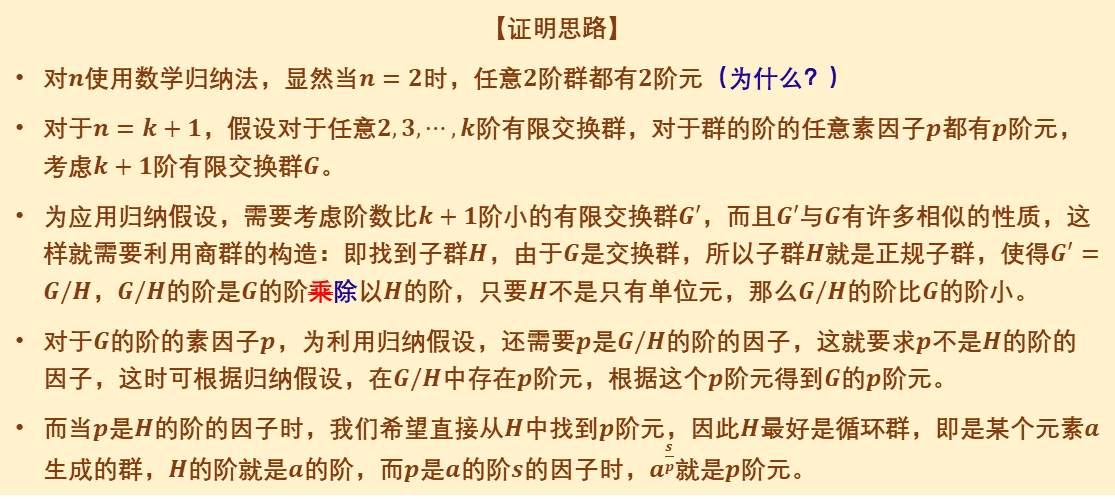 【证明思路】
• 对n使用数学归纳法，显然当n = 2时，任意2阶群都有2阶元（为什么？）
• 对于n = k + 1，假设对于任意2, 3, ⋯, k阶有限交换群，对于群的阶的任意素因子p都有p阶元，
考虑k + 1阶有限交换群G。
• 为应用归纳假设，需要考虑阶数比k + 1阶小的有限交换群G′，而且G′与G有许多相似的性质，这
样就需要利用商群的构造：即找到子群H，由于G是交换群，所以子群H就是正规子群，使得G′ =
G/H，G/H的阶是G的阶乘除以H的阶，只要H不是只有单位元，那么G/H的阶比G的阶小。
• 对于G的阶的素因子p，为利用归纳假设，还需要p是G/H的阶的因子，这就要求p不是H的阶的
因子，这时可根据归纳假设，在G/H中存在p阶元，根据这个p阶元得到G的p阶元。
• 而当p是H的阶的因子时，我们希望直接从H中找到p阶元，因此H最好是循环群，即是某个元素a
生成的群，H的阶就是a的阶，而p是a的阶s的因子时，a^{s/p}就是p阶元。